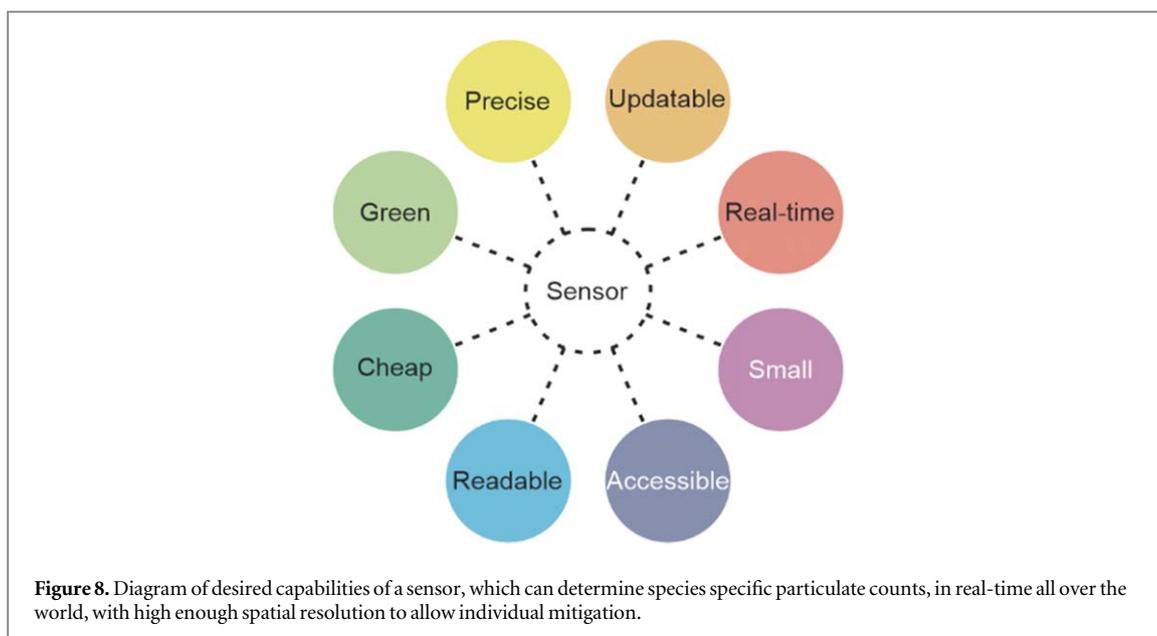 Precise
Updatable
Green
Real-time
Sensor
Cheap
Small
Readable
Accessible
Figure 8. Diagram of desired capabilities of a sensor, which can determine species specific particulate counts, in real-time all over the
world, with high enough spatial resolution to allow individual mitigation.